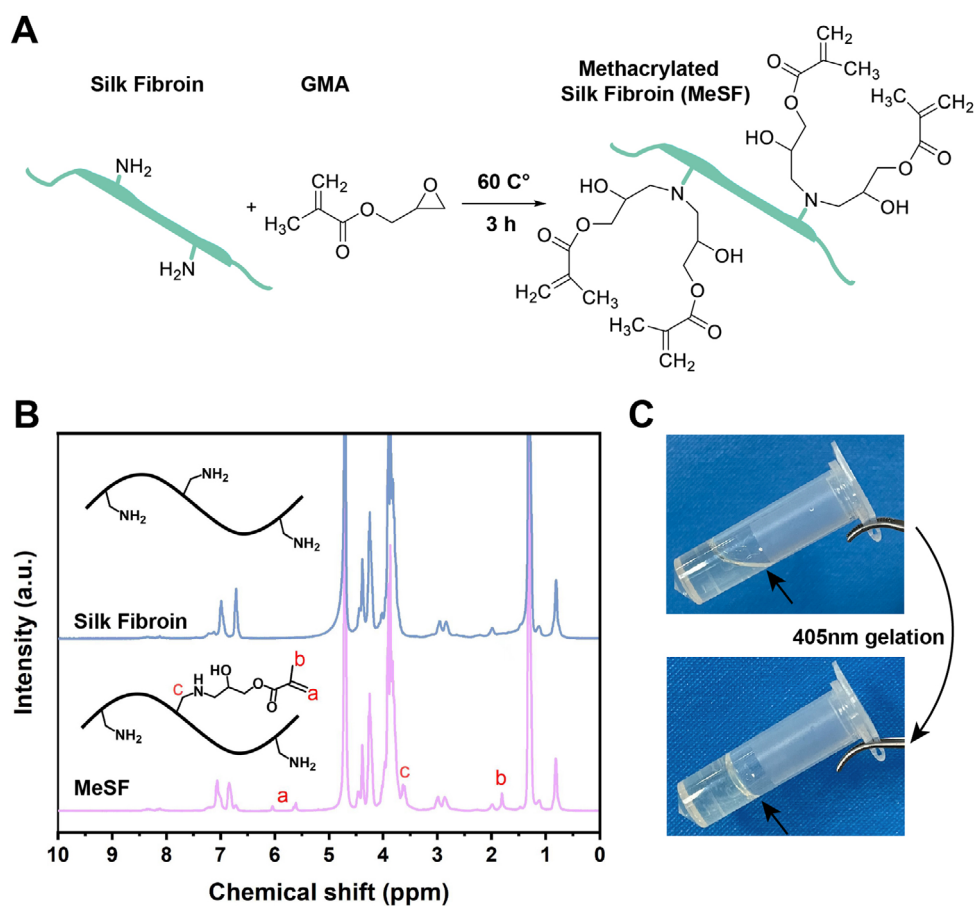 A
Silk Fibroin
GMA
Methacrylated
Silk Fibroin (MeSF)
NH2
H2N
+
CH2
H3C
O
O
O
60 C°
3 h
CH2
O
CH3
O
H3C
CH2
HO
O
O
N
OH
HO
N
O
O
OH
H2C
CH3
O
H3C
O
CH2
B
NH2
NH2
NH2
Silk Fibroin
b
OH
H
c
N
O
a
O
NH2
NH2
MeSF
a
c
b
Intensity (a.u.)
10
9
8
7
6
5
4
3
2
1
0
Chemical shift (ppm)
C
405nm gelation